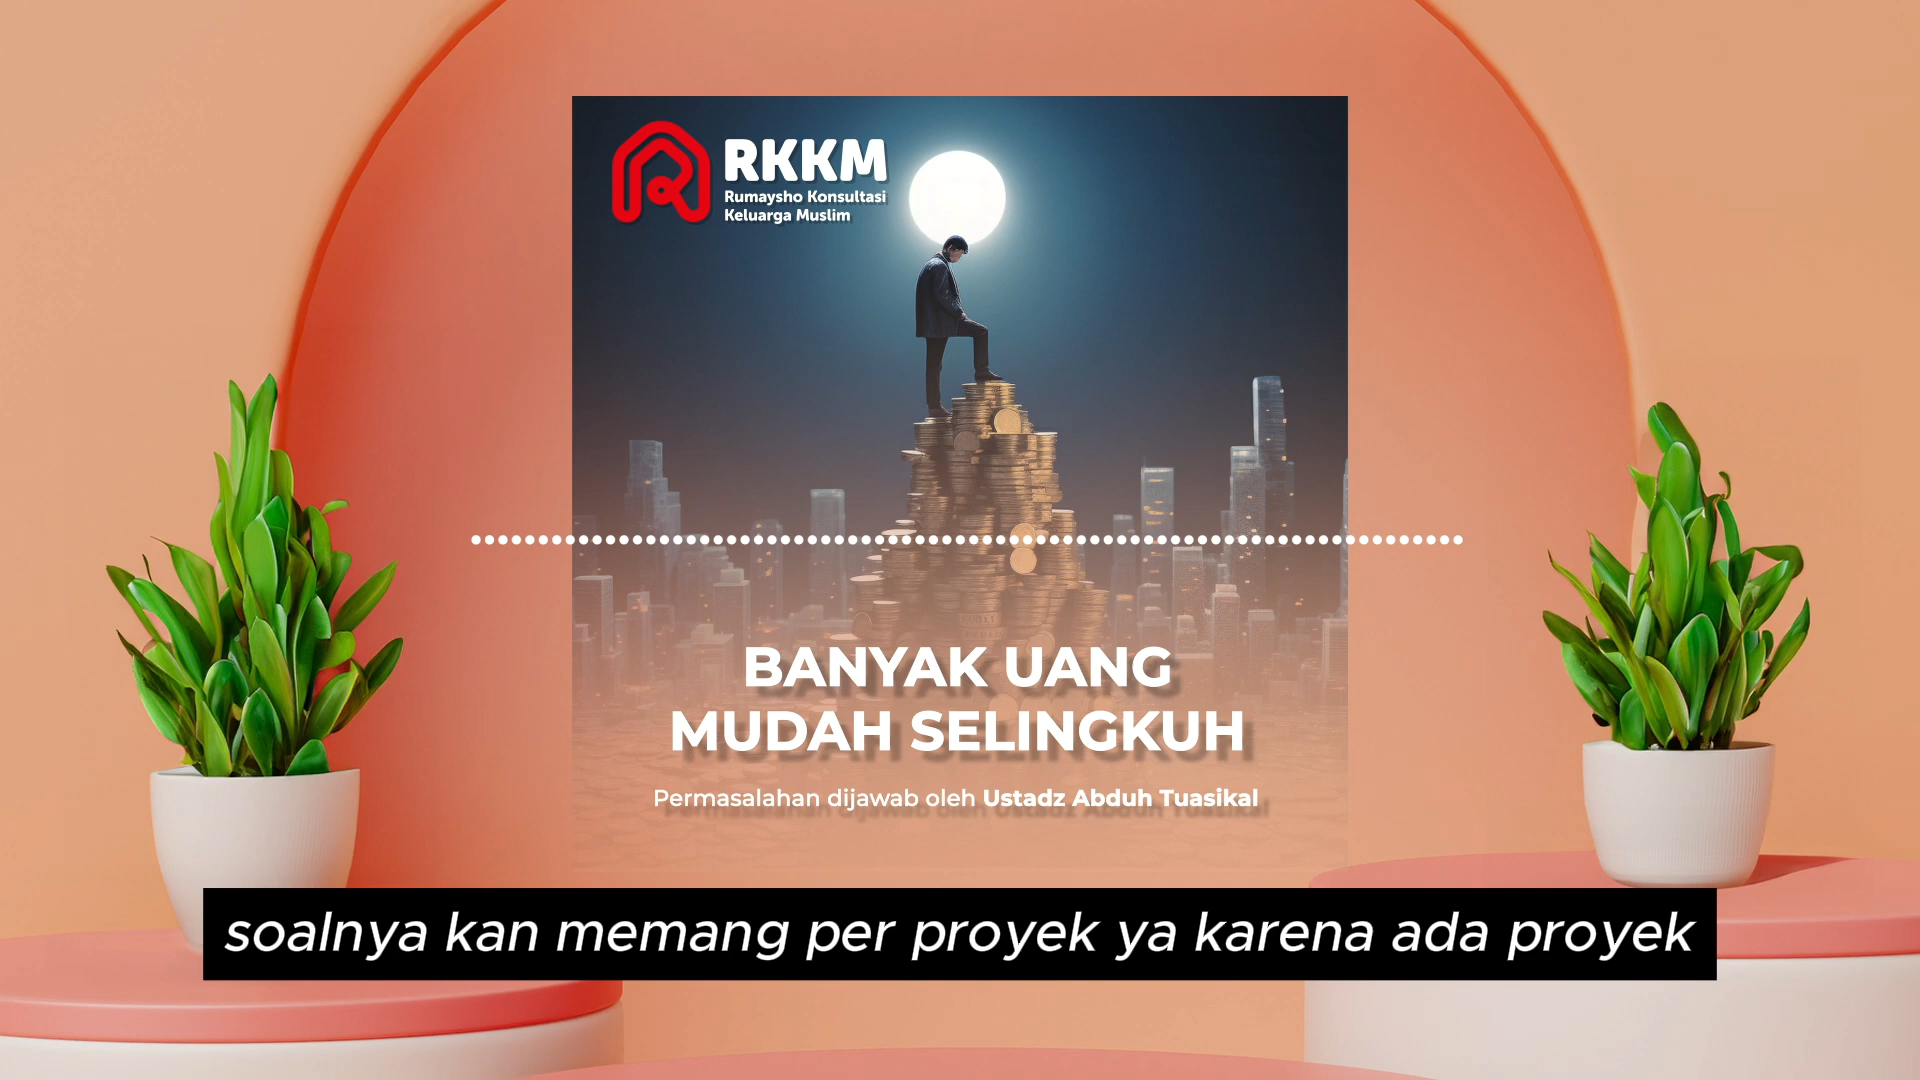 RKKM
Rumaysho Konsultasi
Keluarga Muslim
BANYAK UANG
MUDAH SELINGKUH
Permasalahan dijawab oleh Ustadz Abduh Tuasikal
soalnya kan memang per proyek ya karena ada proyek